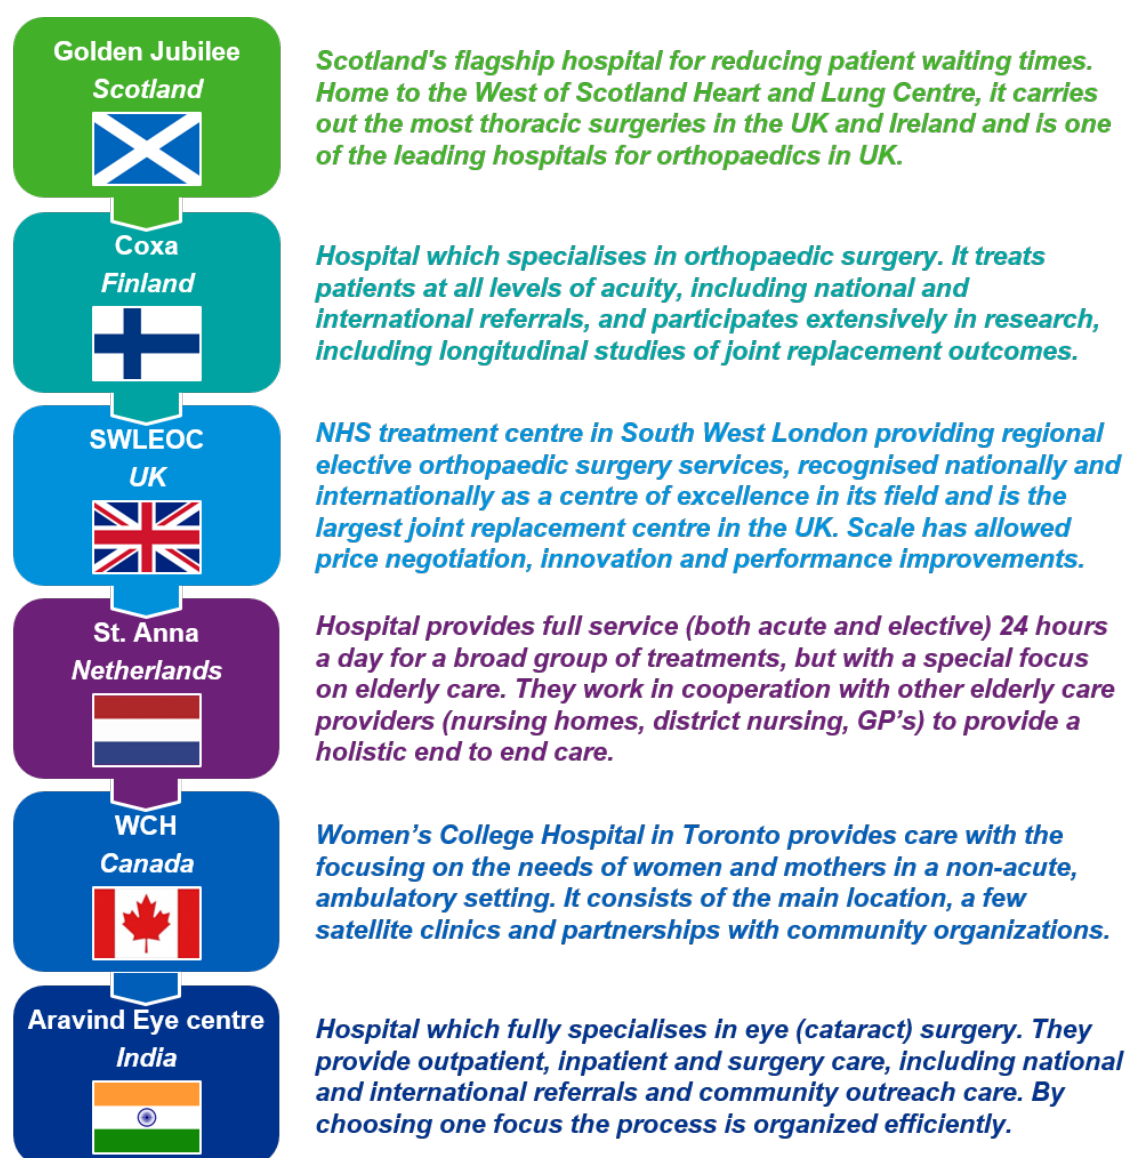 Golden Jubilee
Scotland
Scotland's flagship hospital for reducing patient waiting times.
Home to the West of Scotland Heart and Lung Centre, it carries
out the most thoracic surgeries in the UK and Ireland and is one
of the leading hospitals for orthopaedics in UK.
Coxa
Finland
Hospital which specialises in orthopaedic surgery. It treats
patients at all levels of acuity, including national and
international referrals, and participates extensively in research,
including longitudinal studies of joint replacement outcomes.
SWLEOC
UK
NHS treatment centre in South West London providing regional
elective orthopaedic surgery services, recognised nationally and
internationally as a centre of excellence in its field and is the
largest joint replacement centre in the UK. Scale has allowed
price negotiation, innovation and performance improvements.
St. Anna
Netherlands
Hospital provides full service (both acute and elective) 24 hours
a day for a broad group of treatments, but with a special focus
on elderly care. They work in cooperation with other elderly care
providers (nursing homes, district nursing, GP's) to provide a
holistic end to end care.
WCH
Canada
Women’s College Hospital in Toronto provides care with the
focusing on the needs of women and mothers in a non-acute,
ambulatory setting. It consists of the main location, a few
satellite clinics and partnerships with community organizations.
Aravind Eye centre
India
Hospital which fully specialises in eye (cataract) surgery. They
provide outpatient, inpatient and surgery care, including national
and international referrals and community outreach care. By
choosing one focus the process is organized efficiently.